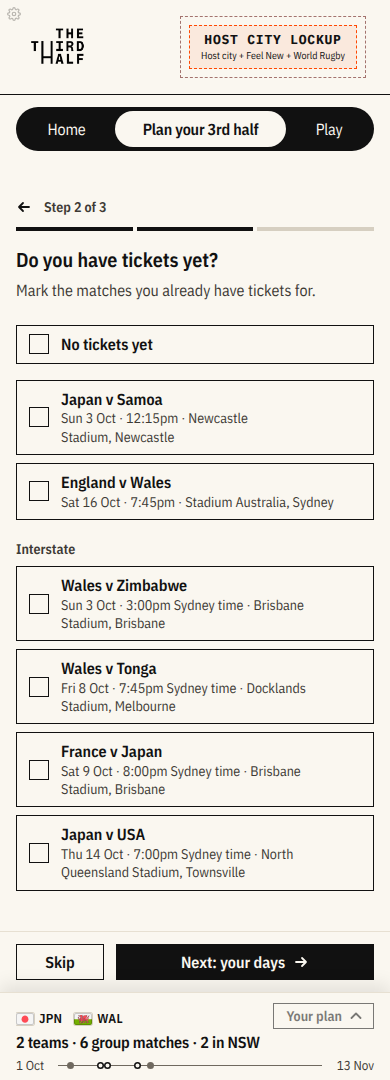 THE
THIRD
HALF
HOST CITY LOCKUP
Host city + Feel New + World Rugby
Home
Plan your 3rd half
Play
Step 2 of 3
Do you have tickets yet?
Mark the matches you already have tickets for.
No tickets yet
Japan v Samoa
Sun 3 Oct · 12:15pm · Newcastle
Stadium, Newcastle
England v Wales
Sat 16 Oct · 7:45pm · Stadium Australia, Sydney
Interstate
Wales v Zimbabwe
Sun 3 Oct · 3:00pm Sydney time · Brisbane
Stadium, Brisbane
Wales v Tonga
Fri 8 Oct · 7:45pm Sydney time · Docklands
Stadium, Melbourne
France v Japan
Sat 9 Oct · 8:00pm Sydney time · Brisbane
Stadium, Brisbane
Japan v USA
Thu 14 Oct · 7:00pm Sydney time · North
Queensland Stadium, Townsville
Skip
Next: your days
JPN
WAL
Your plan
2 teams · 6 group matches · 2 in NSW
1 Oct
13 Nov